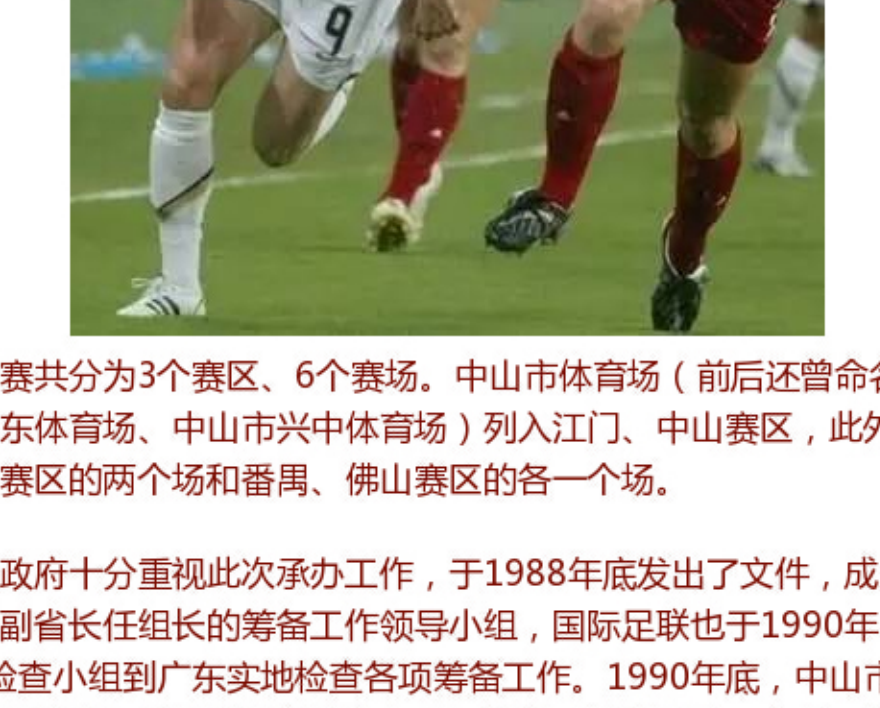 9
赛共分为3个赛区、6个赛场。中山市体育场（前后还曾命名
东体育场、中山市兴中体育场）列入江门、中山赛区，此外
赛区的两个场和番禺、佛山赛区的各一个场。
政府十分重视此次承办工作，于1988年底发出了文件，成
副省长任组长的筹备工作领导小组，国际足联也于1990年
检查小组到广东实地检查各项筹备工作。1990年底，中山市